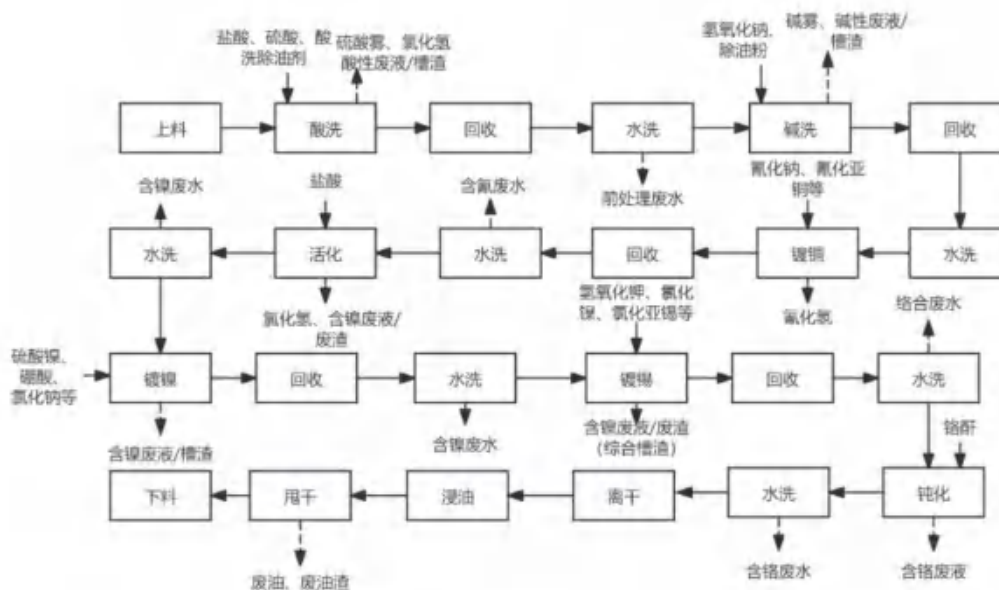 盐酸、硫酸、酸
洗除油剂
硫酸雾、氯化氢
酸性废液/槽渣
氢氧化钠、
除油粉
碱雾、碱性废液/
槽渣
上料
酸洗
回收
水洗
碱洗
回收
含镍废水
盐酸
含氰废水
前处理废水
氰化钠、氰化亚
铜等
水洗
活化
水洗
回收
镀铜
水洗
氯化氢、含镍废液/
废渣
氢氧化钾、氯化
镍、氯化亚锡等
氰化氢
络合废水
硫酸镍、
硼酸、
氯化钠等
镀镍
回收
水洗
镀锡
回收
水洗
含镍废液/槽渣
含镍废水
含镍废液/废渣
（综合槽渣）
铬酐
下料
甩干
浸油
离干
水洗
钝化
废油、废油渣
含铬废水
含铬废液